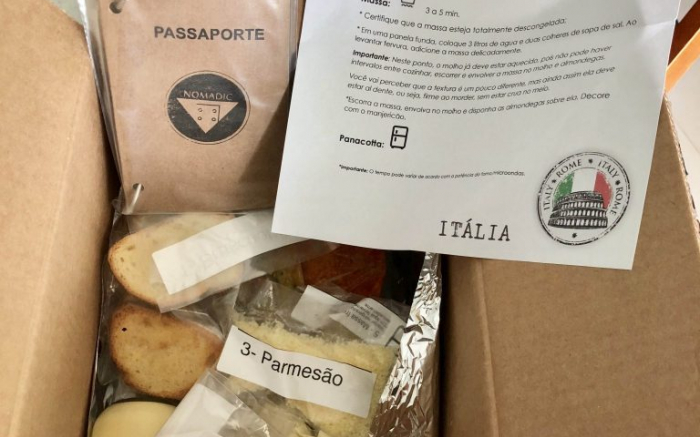 PASSAPORTE
NOMADIC
Massa:
3 a 5 min.
* Certifique que a massa esteja totalmente descongelada;
* Em uma panela funda, coloque 3 litros de agua e duas colheres de sopa de sal. Ao
levantar fervura, adicione a massa delicadamente.
Importante: Neste ponto, o molho já deve estar aquecido, pois não pode haver
intervalos entre cozinhar, escorrer e envolver a massa no molho e almondegas.
Você vai perceber que a textura é um pouco diferente, mas ainda assim ela deve
estar al dente, ou seja, firme ao morder, sem estar crua no meio.
*Escorra a massa, envolva no molho e disponha as almondegas sobre ela. Decore
com o manjericão.
Panacotta:
*Importante: O tempo pode variar de acordo com a potência do forno microondas.
ITÁLIA
ITALY ★ ROME ★ ITALY ★ ROME
3- Parmesão
Massa